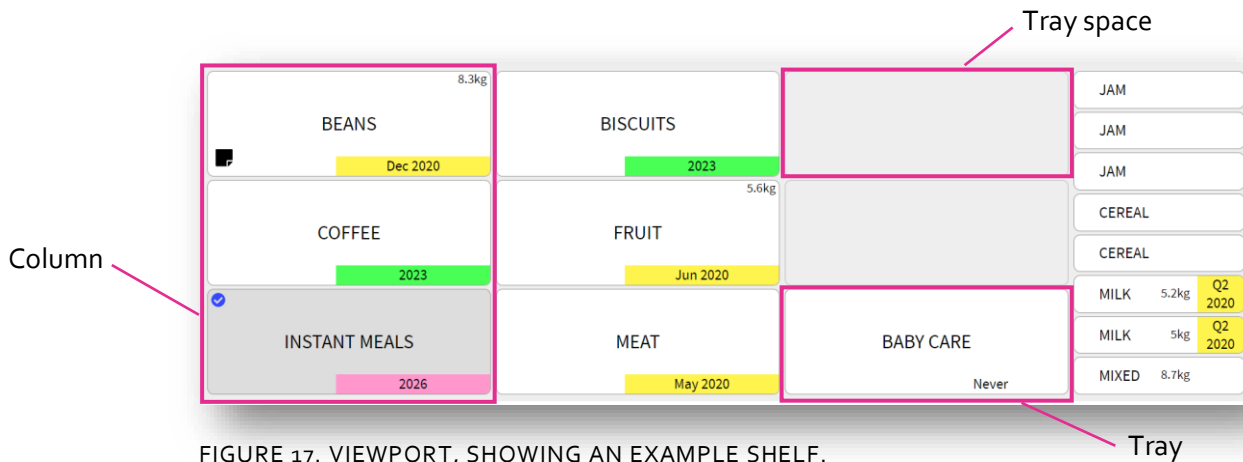 Tray space
8.3kg
BEANS
Dec 2020
BISCUITS
2023
JAM
JAM
JAM
COFFEE
2023
5.6kg
FRUIT
Jun 2020
CEREAL
CEREAL
Column
INSTANT MEALS
2026
MEAT
May 2020
BABY CARE
Never
MILK 5.2kg Q2
2020
MILK 5kg Q2
2020
MIXED 8.7kg
Tray
FIGURE 17. VIEWPORT, SHOWING AN EXAMPLE SHELF.